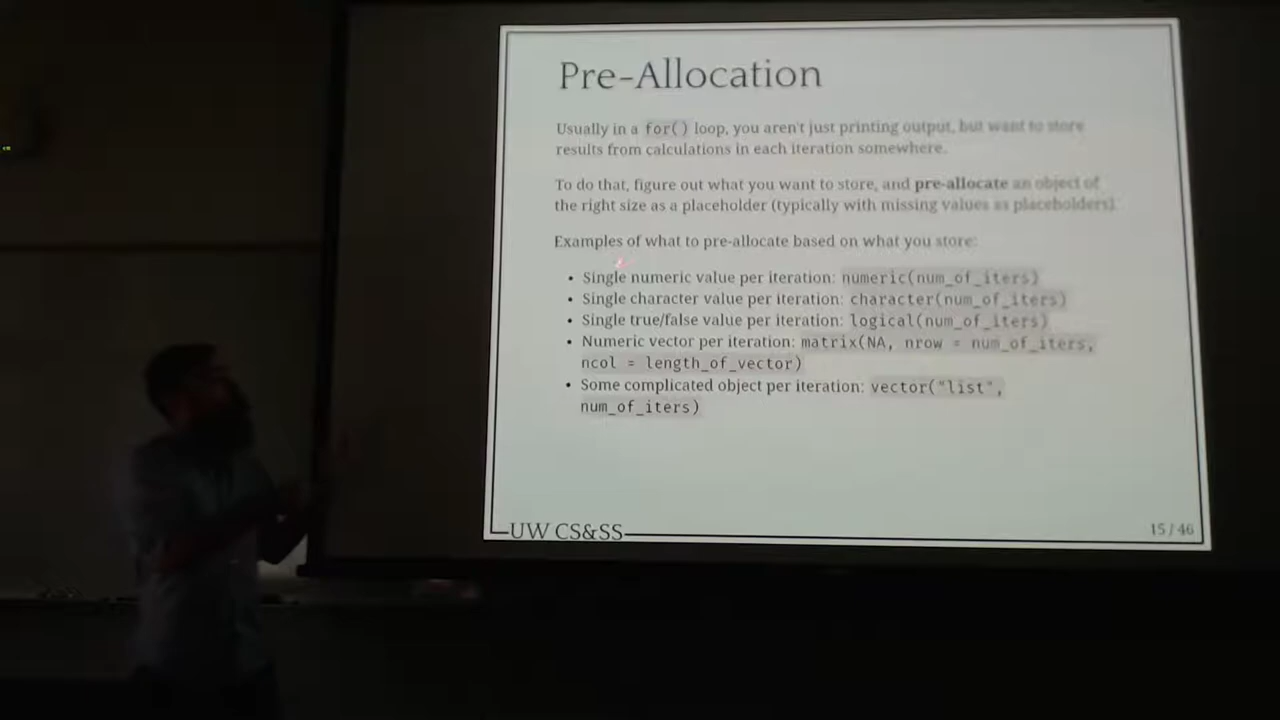 Pre-Allocation
Usually in a for() loop, you aren't just printing output, but want to store
results from calculations in each iteration somewhere.
To do that, figure out what you want to store, and pre-allocate an object of
the right size as a placeholder (typically with missing values as placeholders).
Examples of what to pre-allocate based on what you store:
• Single numeric value per iteration: numeric(num_of_iters)
• Single character value per iteration: character(num_of_iters)
• Single true/false value per iteration: logical(num_of_iters)
• Numeric vector per iteration: matrix(NA, nrow = num_of_iters,
ncol = length_of_vector)
• Some complicated object per iteration: vector("list",
num_of_iters)
UW CS&SS
15 / 46